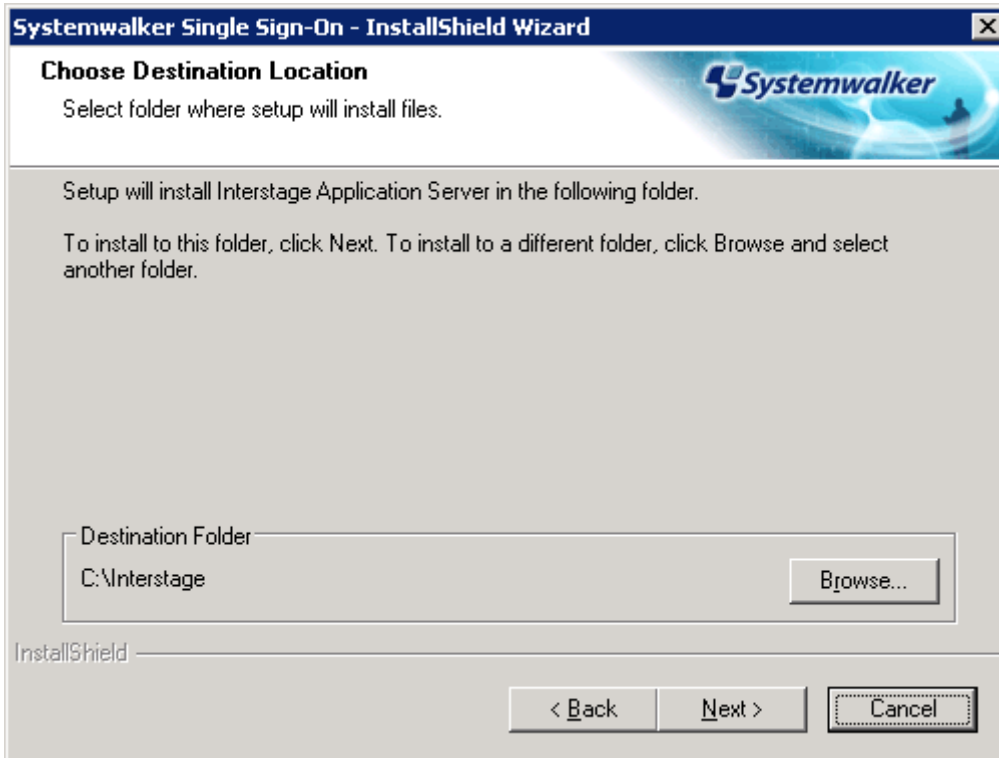 Systemwalker Single Sign-On - InstallShield Wizard
Choose Destination Location
Select folder where setup will install files.
Systemwalker
Setup will install Interstage Application Server in the following folder.
To install to this folder, click Next. To install to a different folder, click Browse and select
another folder.
Destination Folder
C:\Interstage
Browse...
InstallShield
< Back
Next >
Cancel